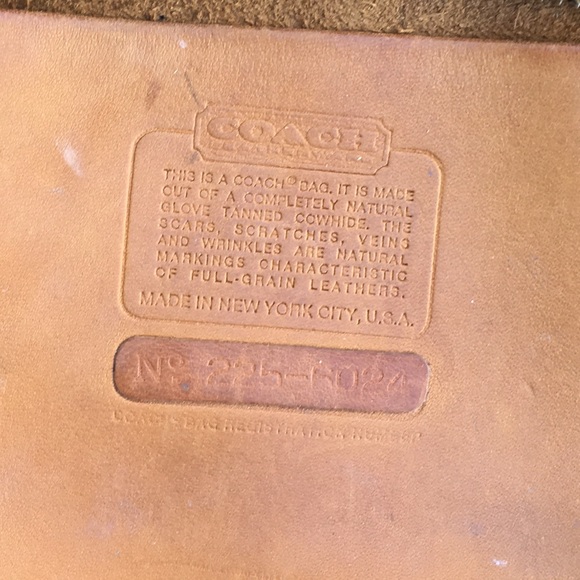 COACH
THIS IS A COACH® BAG. IT IS MADE
OUT OF A COMPLETELY NATURAL
GLOVE TANNED COWHIDE. THE
SCARS, SCRATCHES, VEINS
AND WRINKLES ARE NATURAL
MARKINGS CHARACTERISTIC
OF FULL-GRAIN LEATHERS.
MADE IN NEW YORK CITY, U.S.A.
Nº 225-6024
COACH BAG REGISTRATION NUMBER